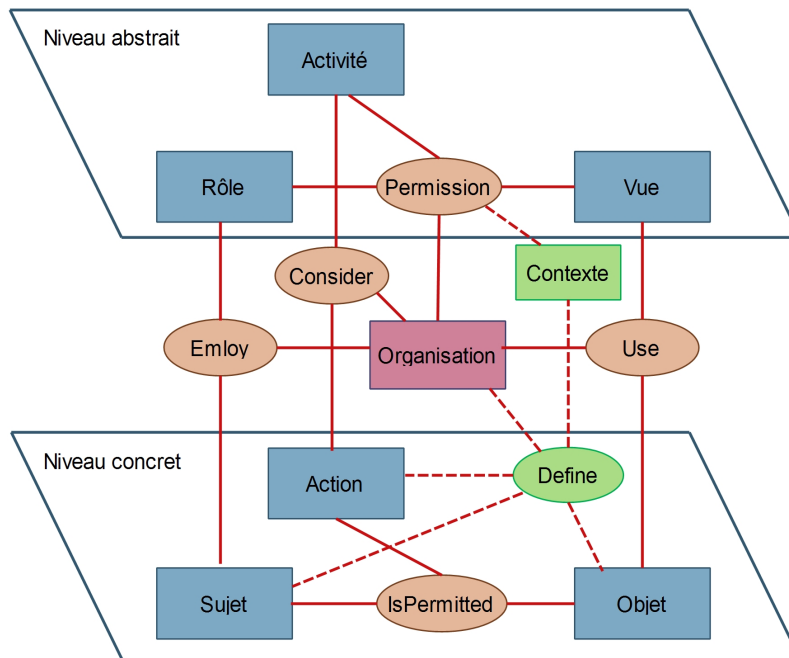 Niveau abstrait
Activité
Rôle
Permission
Vue
Consider
Contexte
Emloy
Organisation
Use
Niveau concret
Action
Define
Sujet
IsPermitted
Objet